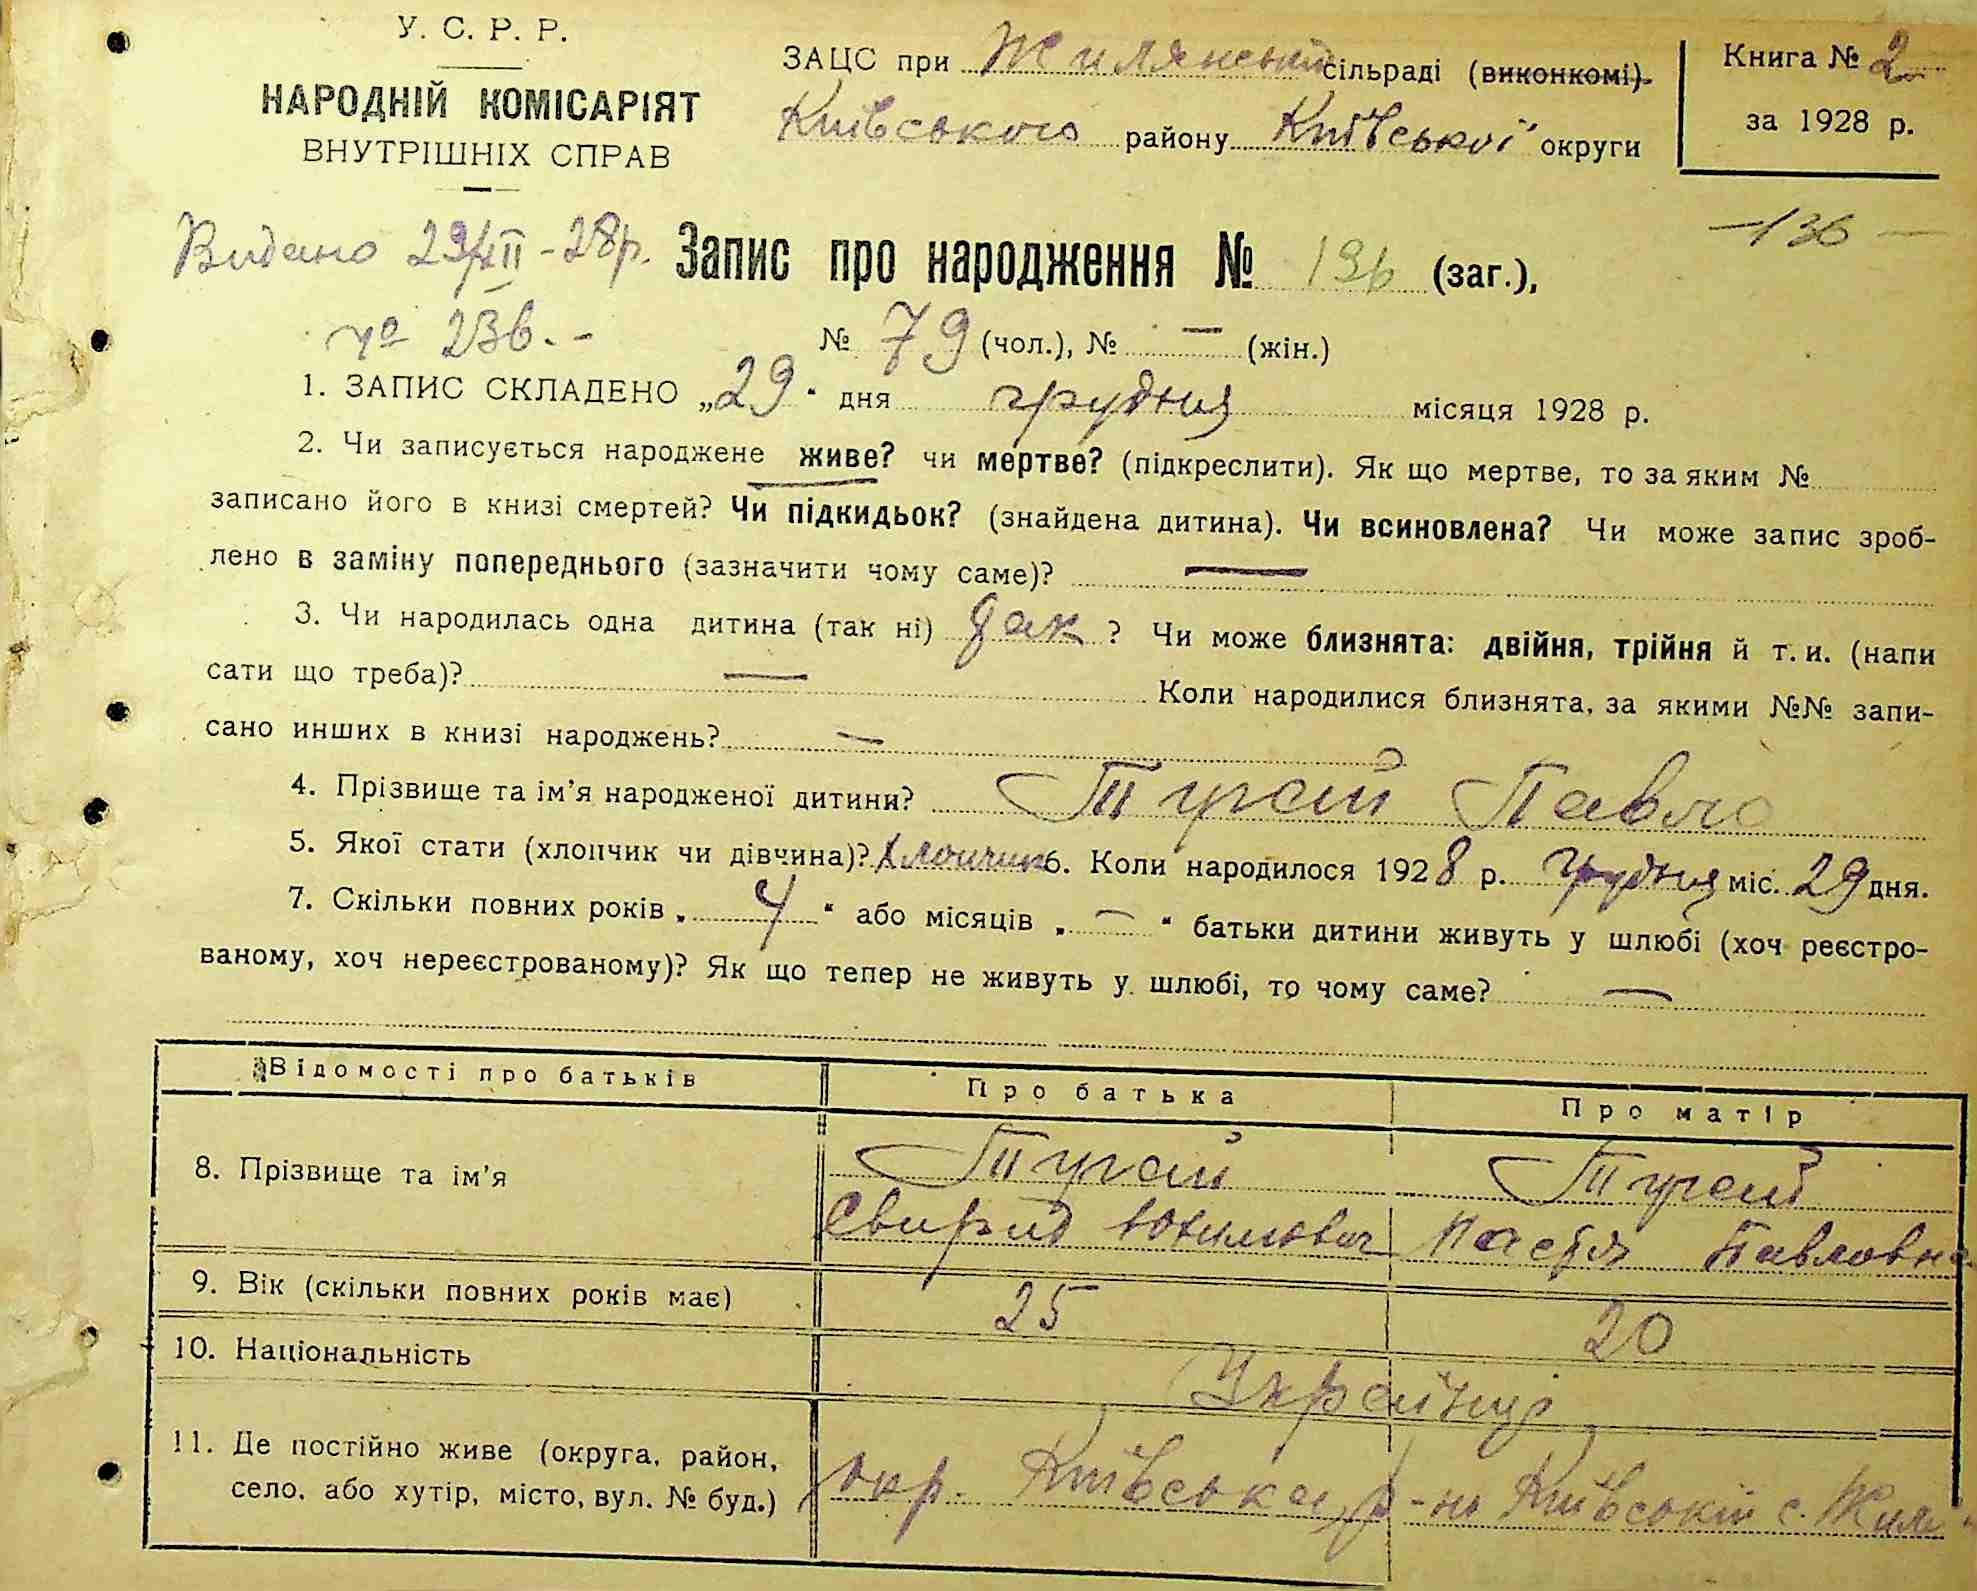 У. С. Р. Р.
НАРОДНІЙ КОМІСАРІЯТ
ВНУТРІШНІХ СПРАВ
ЗАЦС при Жилянській сільраді (виконкомі)
Київського району Київської округи
Книга № 2
за 1928 р.
Видано 29/XII - 28р.
№ 236. -
— 136 —
Запис про народження № 136 (заг.),
№ 79 (чол.), № — (жін.)
1. ЗАПИС СКЛАДЕНО „29“ дня грудня місяця 1928 р.
2. Чи записується народжене живе? чи мертве? (підкреслити). Як що мертве, то за яким №
записано його в книзі смертей? Чи підкидьок? (знайдена дитина). Чи всиновлена? Чи може запис зроб-
лено в заміну попереднього (зазначити чому саме)? —
3. Чи народилась одна дитина (так ні) так ? Чи може близнята: двійня, трійня й т. и. (напи
сати що треба)? — Коли народилися близнята, за якими №№ запи-
сано инших в книзі народжень? —
4. Прізвище та ім’я народженої дитини? Тугай Павло
5. Якої стати (хлопчик чи дівчина)? Хлопчик 6. Коли народилося 1928 р. грудня міс. 29 дня.
7. Скільки повних років „ 4 “ або місяців „ — “ батьки дитини живуть у шлюбі (хоч реєстро-
ваному, хоч нереєстрованому)? Як що тепер не живуть у шлюбі, то чому саме? —
Відомості про батьків Про батька Про матір
8. Прізвище та ім’я Тугай Тугай
Свирид Юхимович Настя Павловна
9. Вік (скільки повних років має) 25 20
10. Національність Українці
11. Де постійно живе (округа, район,
село, або хутір, місто, вул. № буд.) окр. Київська р-н Київський с. Жиля